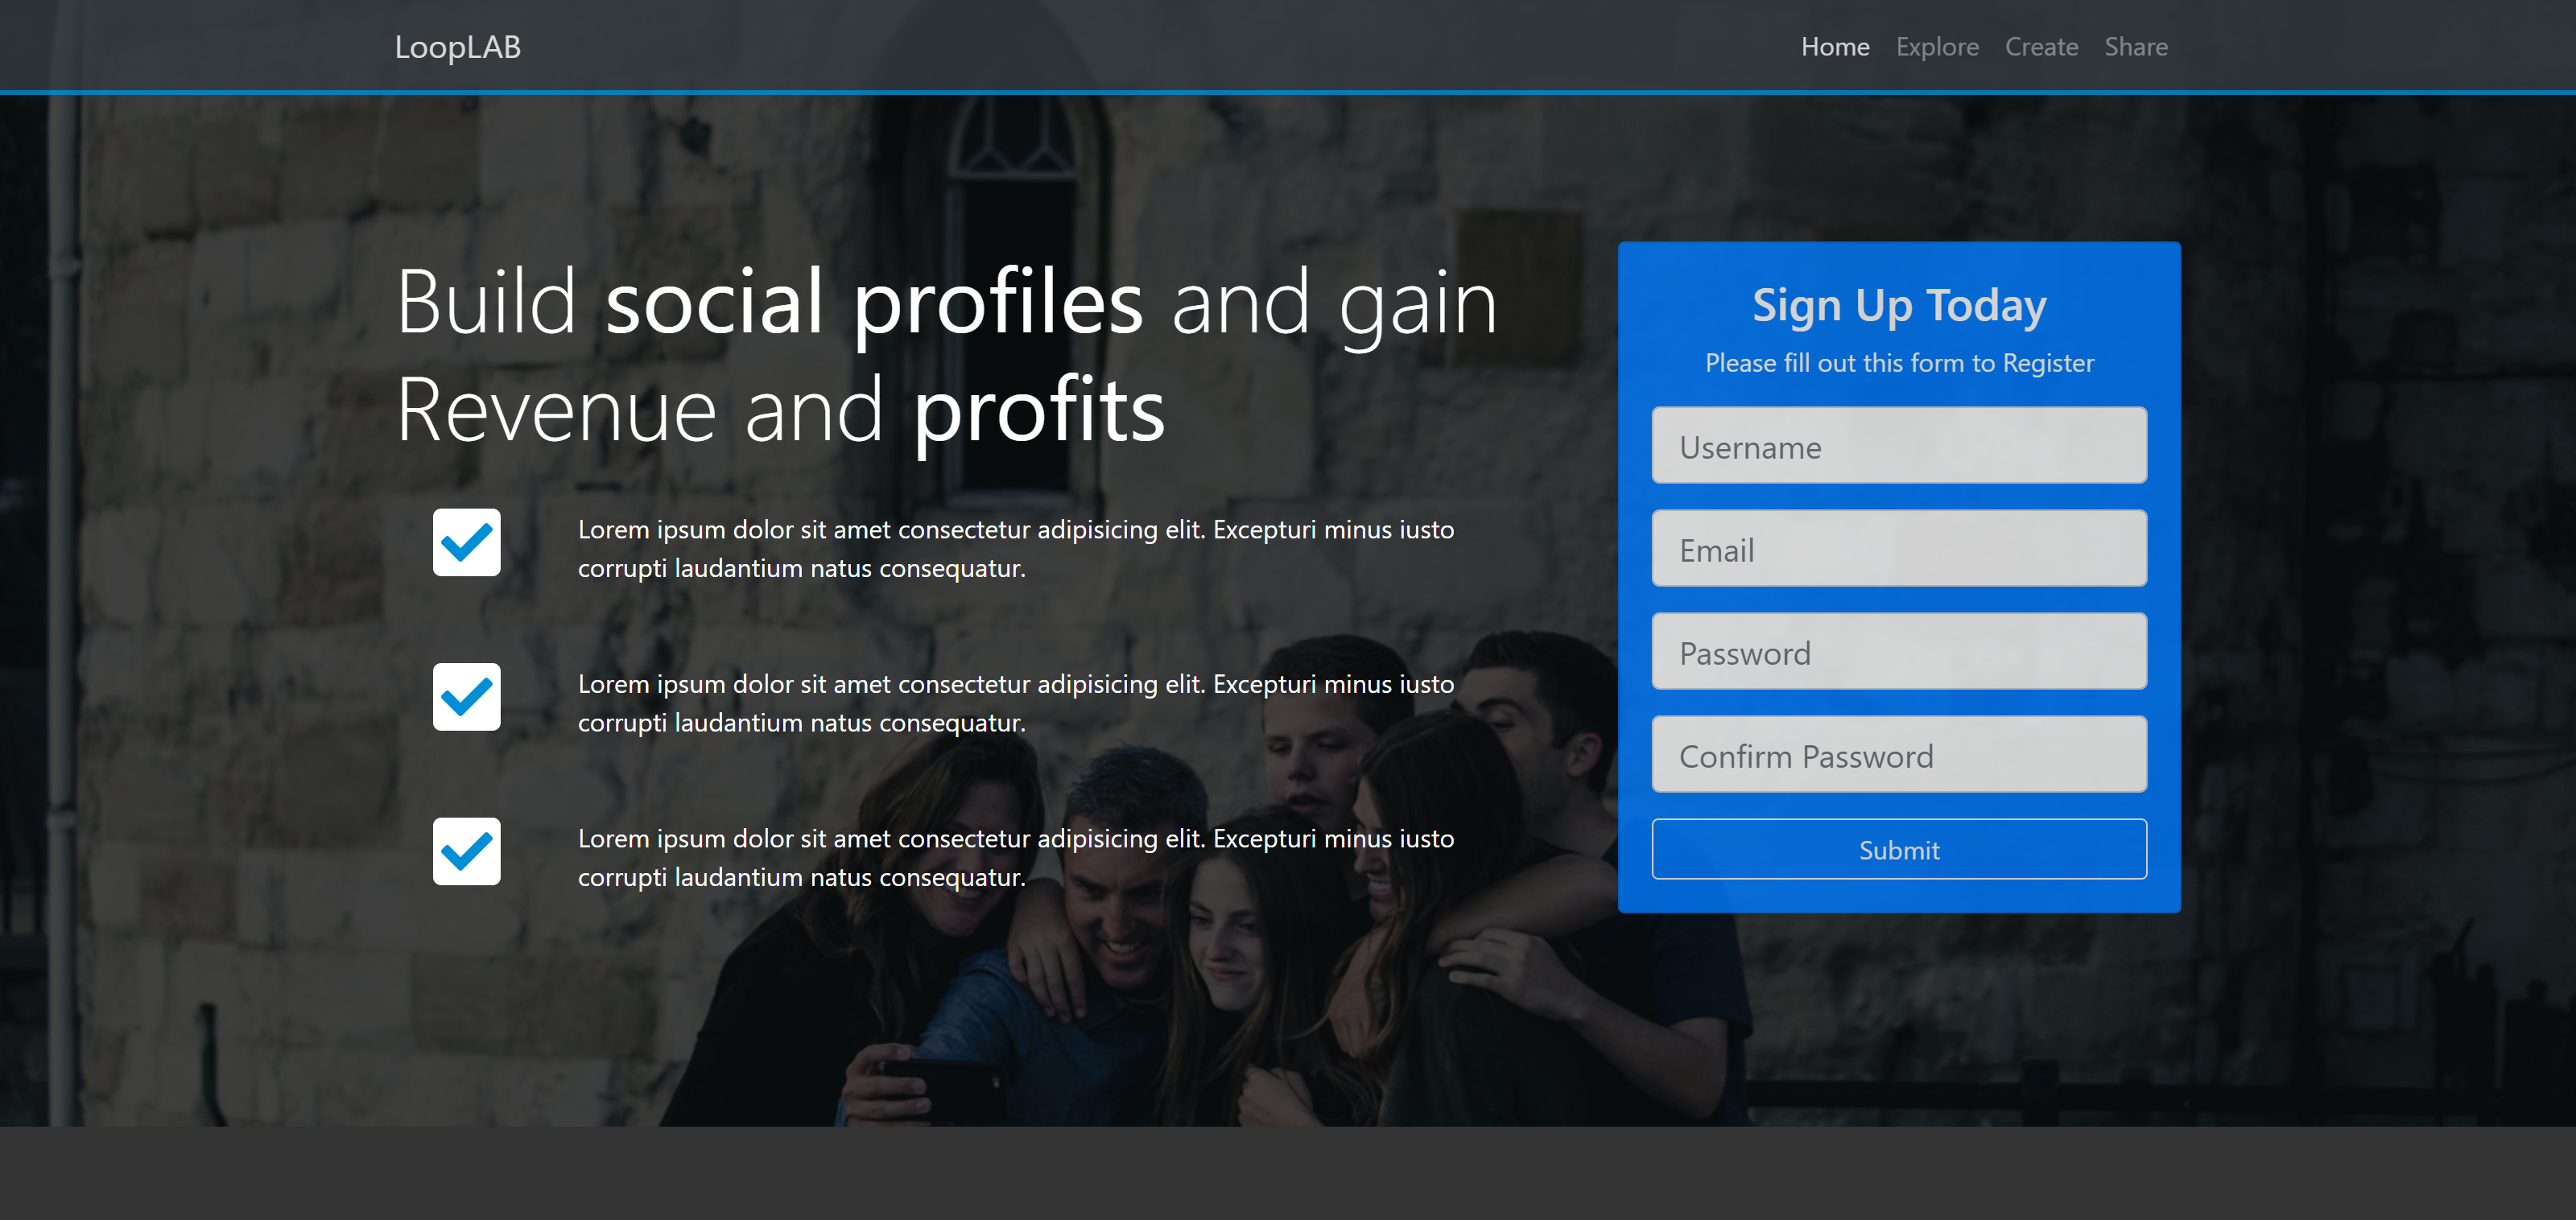 LoopLAB
Home Explore Create Share
Build social profiles and gain
Revenue and profits
Lorem ipsum dolor sit amet consectetur adipisicing elit. Excepturi minus iusto
corrupti laudantium natus consequatur.
Lorem ipsum dolor sit amet consectetur adipisicing elit. Excepturi minus iusto
corrupti laudantium natus consequatur.
Lorem ipsum dolor sit amet consectetur adipisicing elit. Excepturi minus iusto
corrupti laudantium natus consequatur.
Sign Up Today
Please fill out this form to Register
Username
Email
Password
Confirm Password
Submit